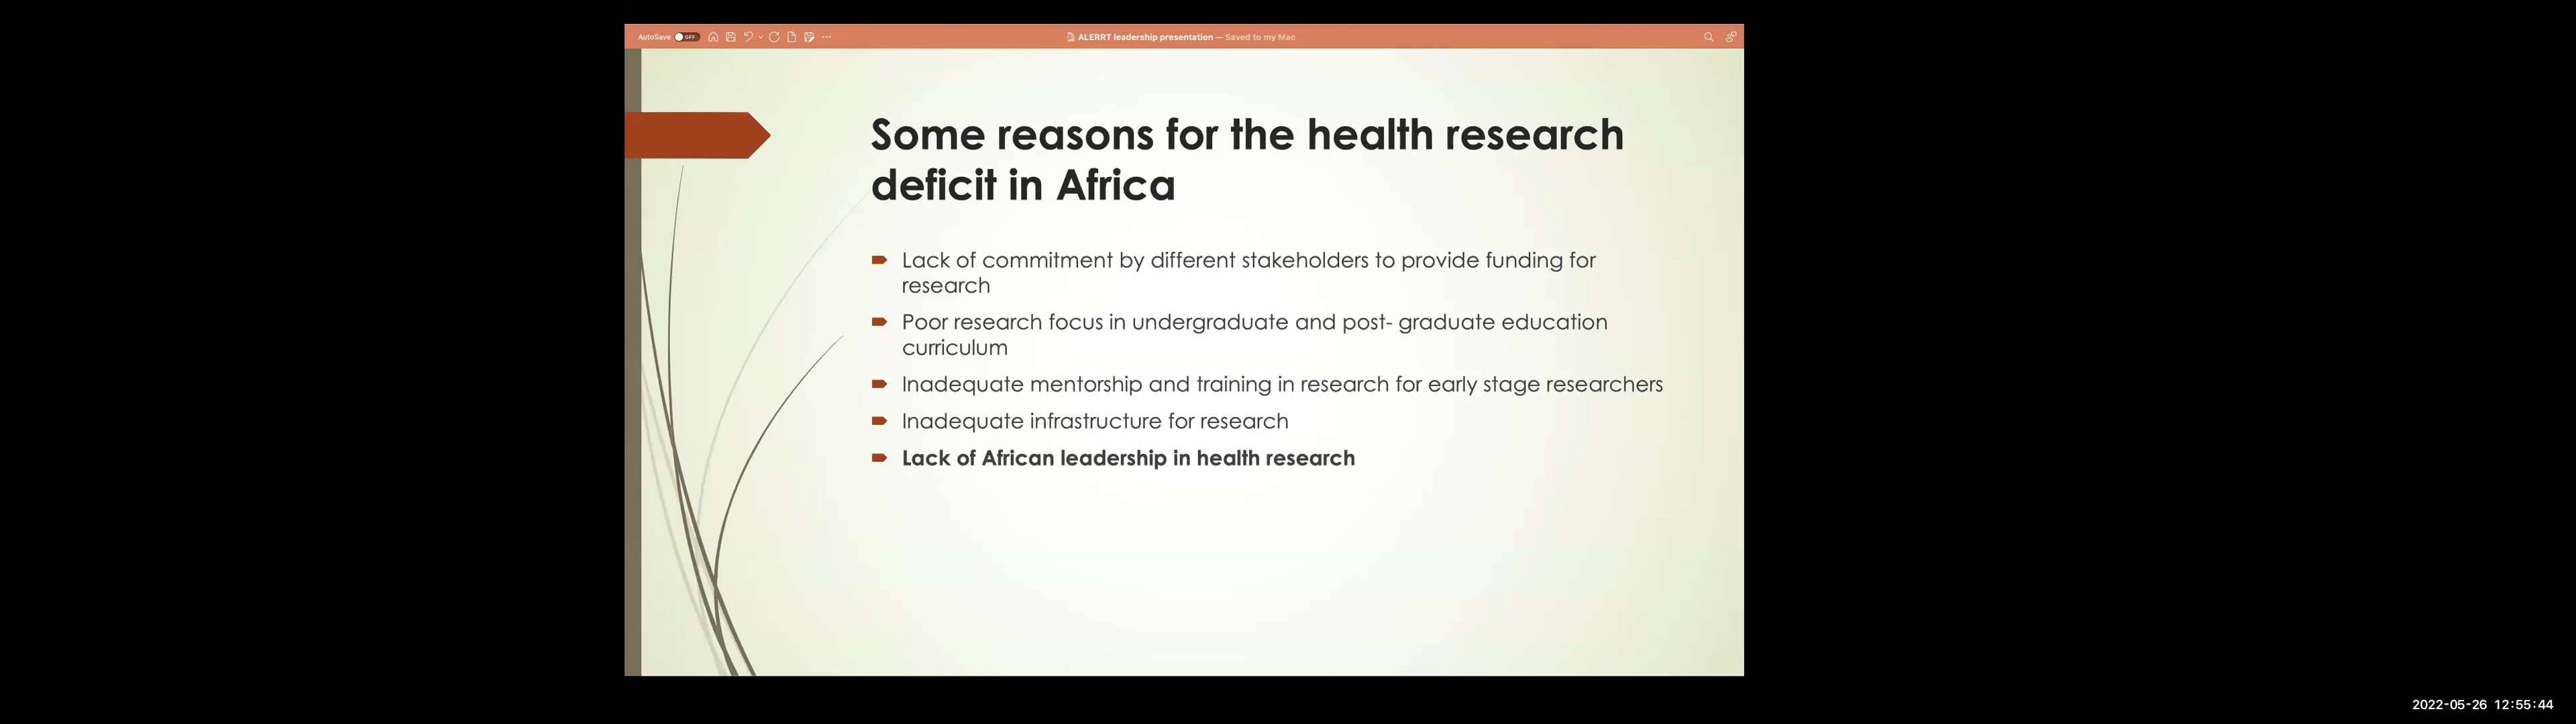 AutoSave OFF
ALERRT leadership presentation — Saved to my Mac
Some reasons for the health research
deficit in Africa
Lack of commitment by different stakeholders to provide funding for
research
Poor research focus in undergraduate and post- graduate education
curriculum
Inadequate mentorship and training in research for early stage researchers
Inadequate infrastructure for research
Lack of African leadership in health research
2022-05-26 12:55:44